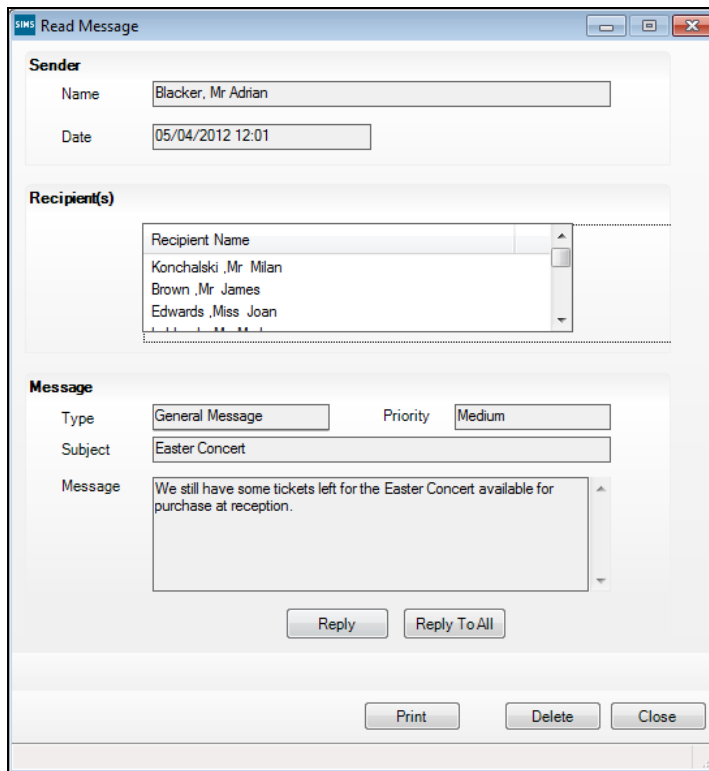 SIMS Read Message
Sender
Name Blacker, Mr Adrian
Date 05/04/2012 12:01
Recipient(s)
Recipient Name
Konchalski ,Mr Milan
Brown ,Mr James
Edwards ,Miss Joan
Message
Type General Message Priority Medium
Subject Easter Concert
Message We still have some tickets left for the Easter Concert available for
purchase at reception.
Reply Reply To All
Print Delete Close